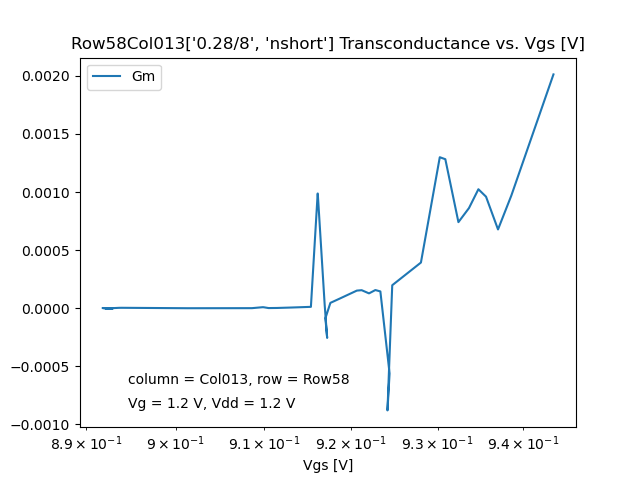 Row58Col013['0.28/8', 'nshort'] Transconductance vs. Vgs [V]
Gm
0.0020
0.0015
0.0010
0.0005
0.0000
−0.0005
−0.0010
column = Col013, row = Row58
Vg = 1.2 V, Vdd = 1.2 V
8.9 × 10⁻¹ 9 × 10⁻¹ 9.1 × 10⁻¹ 9.2 × 10⁻¹ 9.3 × 10⁻¹ 9.4 × 10⁻¹
Vgs [V]